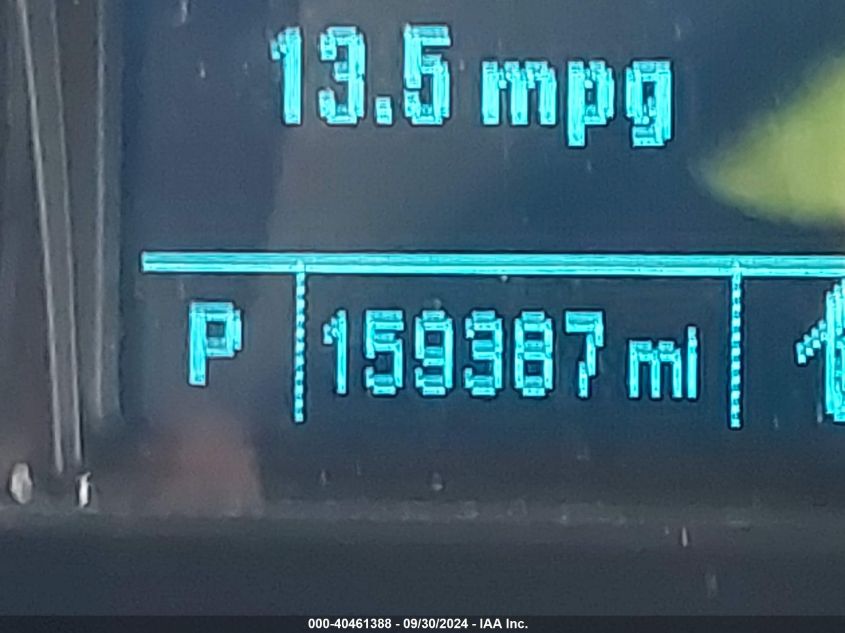 13.5 mpg
P 159387 mi
000-40461388 - 09/30/2024 - IAA Inc.